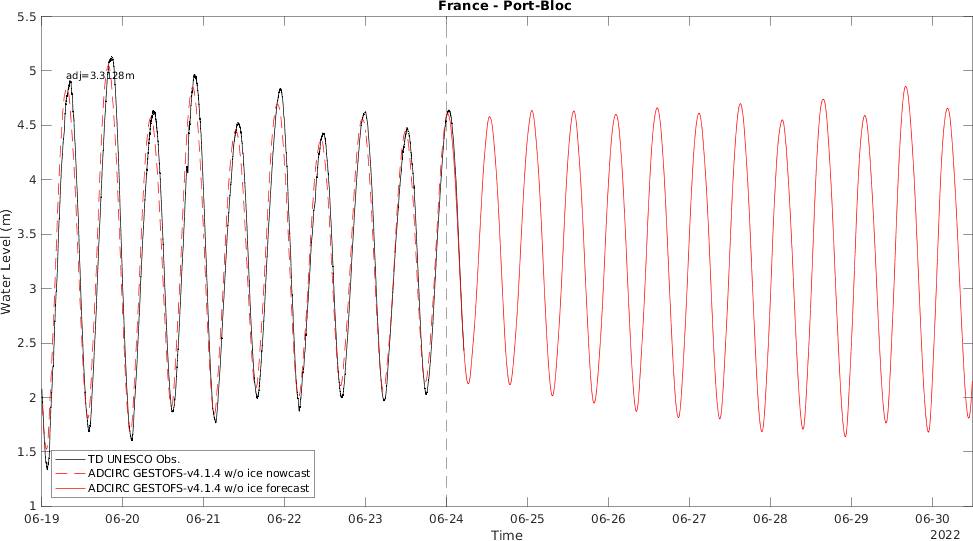 France - Port-Bloc
5.5
5
4.5
4
3.5
3
2.5
2
1.5
1
Water Level (m)
adj=3.3128m
TD UNESCO Obs.
ADCIRC GESTOFS-v4.1.4 w/o ice nowcast
ADCIRC GESTOFS-v4.1.4 w/o ice forecast
06-19 06-20 06-21 06-22 06-23 06-24 06-25 06-26 06-27 06-28 06-29 06-30
Time
2022